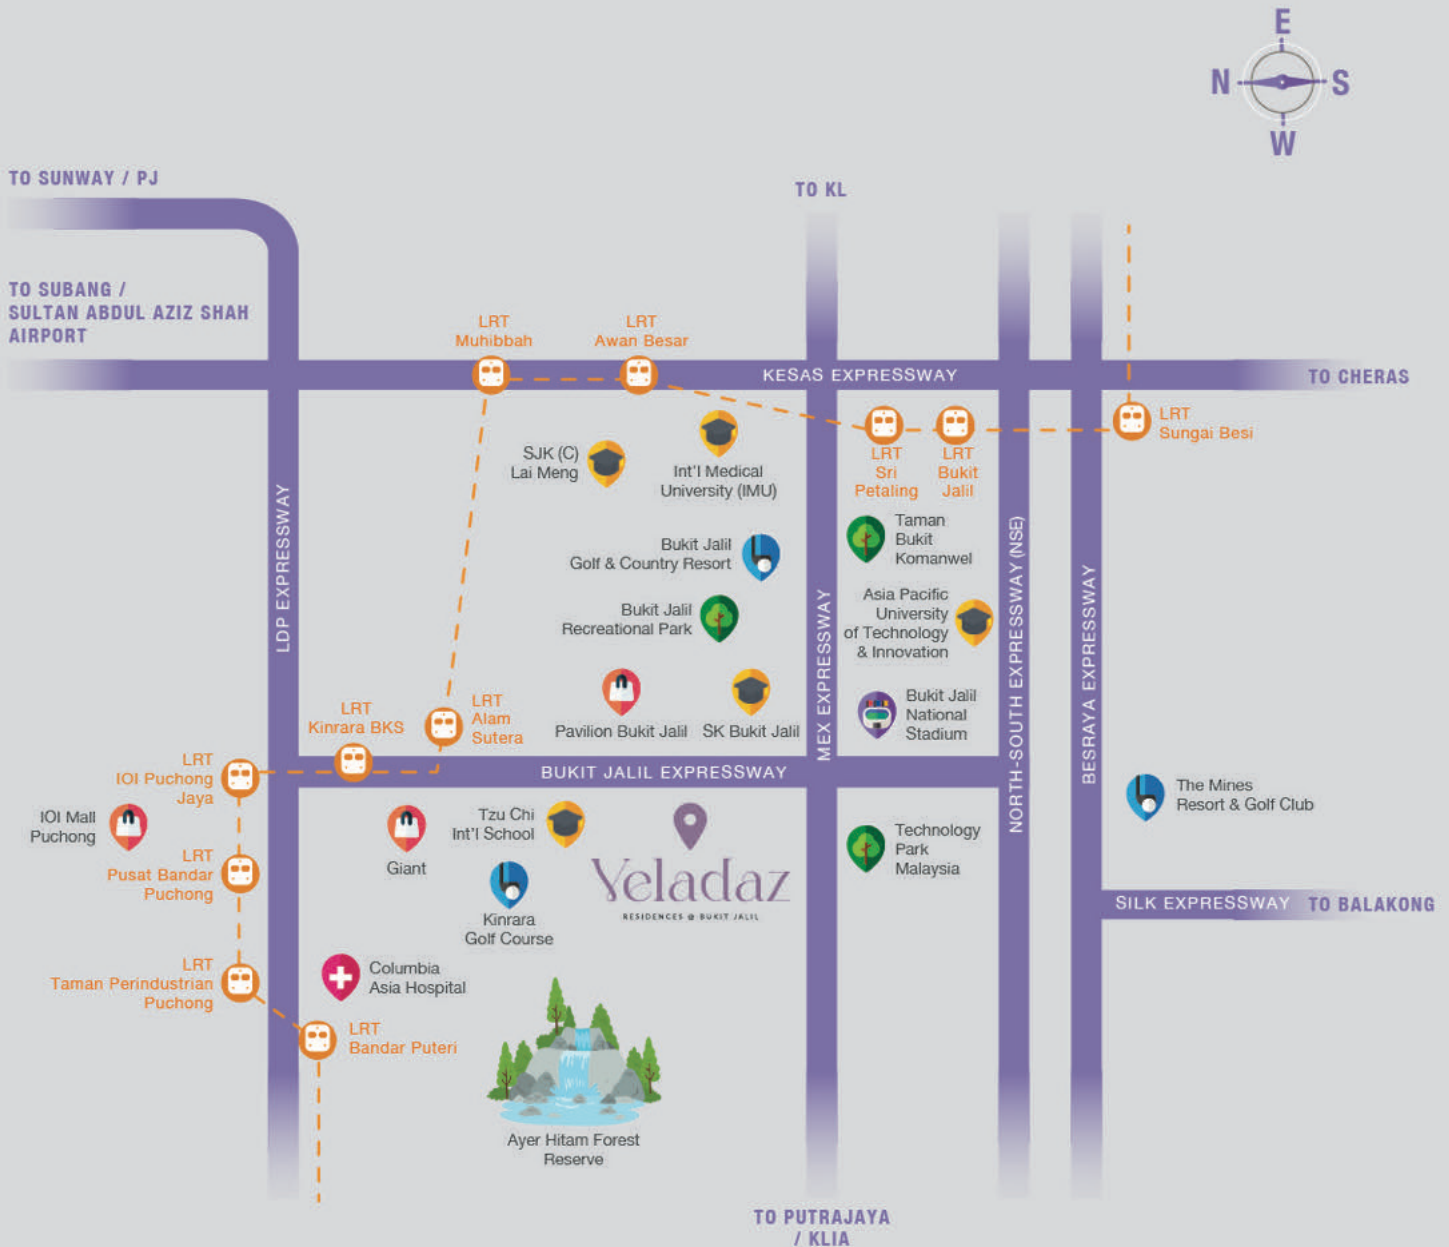 E
N
S
W
TO SUNWAY / PJ
TO KL
TO SUBANG /
SULTAN ABDUL AZIZ SHAH
AIRPORT
LRT
Muhibbah
LRT
Awan Besar
KESAS EXPRESSWAY
TO CHERAS
LRT
Sungai Besi
SJK (C)
Lai Meng
Int'l Medical
University (IMU)
LRT
Sri
Petaling
LRT
Bukit
Jalil
LDP EXPRESSWAY
Bukit Jalil
Golf & Country Resort
Taman
Bukit
Komanwel
Bukit Jalil
Recreational Park
Asia Pacific
University
of Technology
& Innovation
MEX EXPRESSWAY
NORTH-SOUTH EXPRESSWAY (NSE)
BESRAYA EXPRESSWAY
LRT
Kinrara BKS
LRT
Alam
Sutera
Pavilion Bukit Jalil
SK Bukit Jalil
Bukit Jalil
National
Stadium
LRT
IOI Puchong
Jaya
BUKIT JALIL EXPRESSWAY
The Mines
Resort & Golf Club
IOI Mall
Puchong
Giant
Tzu Chi
Int'l School
Technology
Park
Malaysia
LRT
Pusat Bandar
Puchong
Veladaz
RESIDENCES @ BUKIT JALIL
SILK EXPRESSWAY
TO BALAKONG
Kinrara
Golf Course
LRT
Taman Perindustrian
Puchong
Columbia
Asia Hospital
LRT
Bandar Puteri
Ayer Hitam Forest
Reserve
TO PUTRAJAYA
/ KLIA